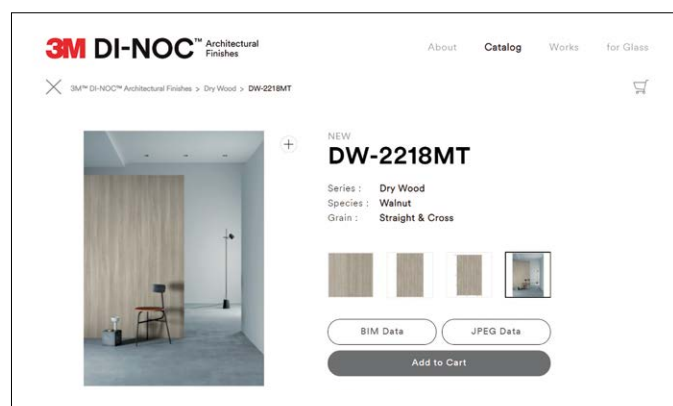 3M DI-NOC™ Architectural Finishes
About Catalog Works for Glass
3M™ DI-NOC™ Architectural Finishes > Dry Wood > DW-2218MT
NEW
DW-2218MT
Series : Dry Wood
Species : Walnut
Grain : Straight & Cross
BIM Data JPEG Data
Add to Cart